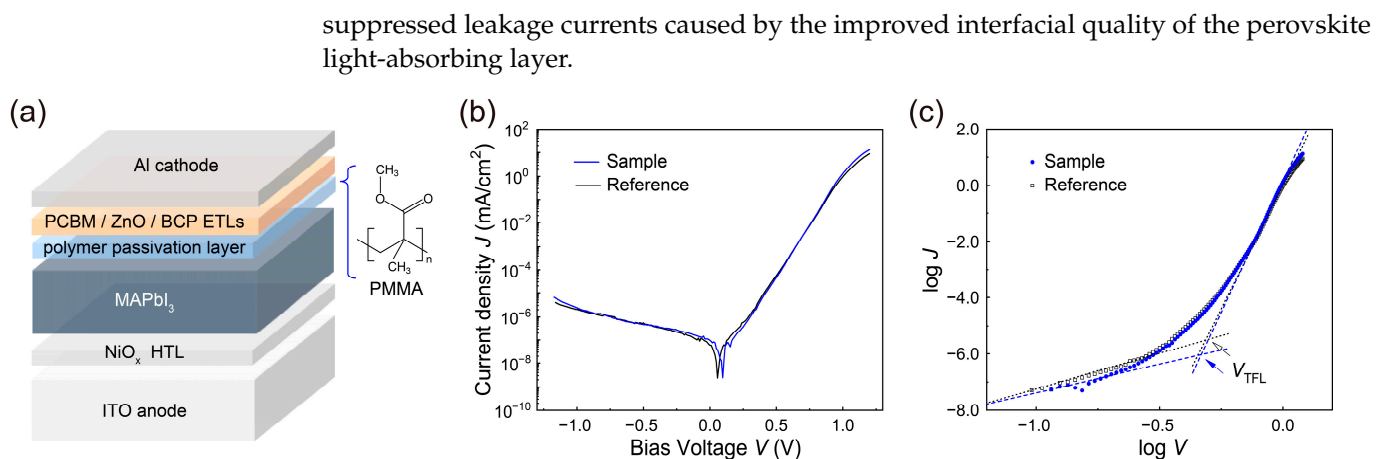 suppressed leakage currents caused by the improved interfacial quality of the perovskite
light-absorbing layer.
(a)
Al cathode
PCBM / ZnO / BCP ETLs
polymer passivation layer
MAPbI3
NiOx HTL
ITO anode
CH3
O
O
n
CH3
PMMA
(b)
Sample
Reference
Current density J (mA/cm2)
10^2
10^0
10^−2
10^−4
10^−6
10^−8
10^−10
−1.0 −0.5 0.0 0.5 1.0
Bias Voltage V (V)
(c)
Sample
Reference
log J
2.0
0.0
−2.0
−4.0
−6.0
−8.0
VTFL
−1.0 −0.5 0.0
log V